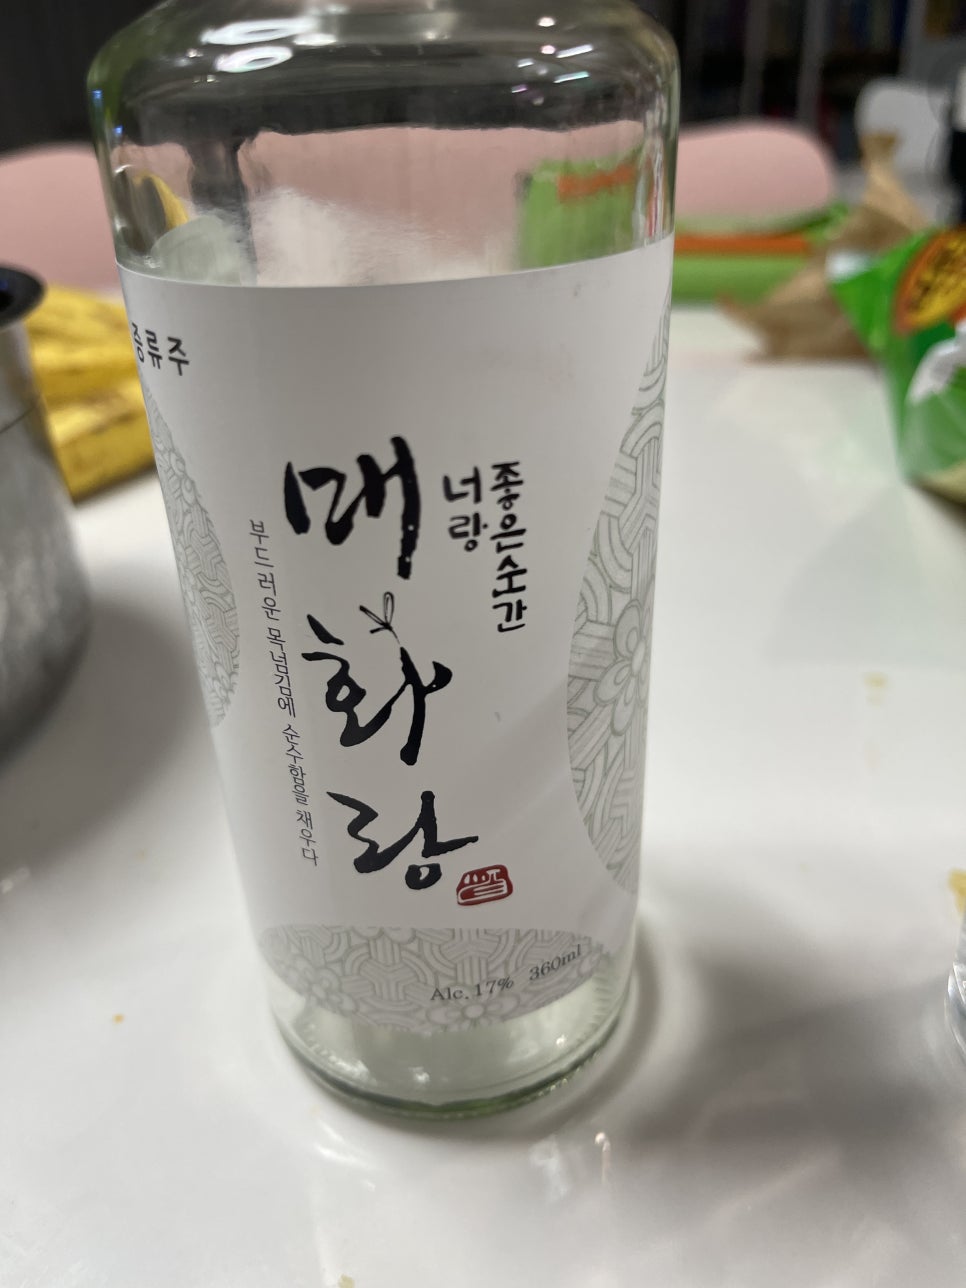 증류주
좋은순간
너랑
매화랑
부드러운 목넘김에 순수함을 채우다
Alc. 17% 360ml